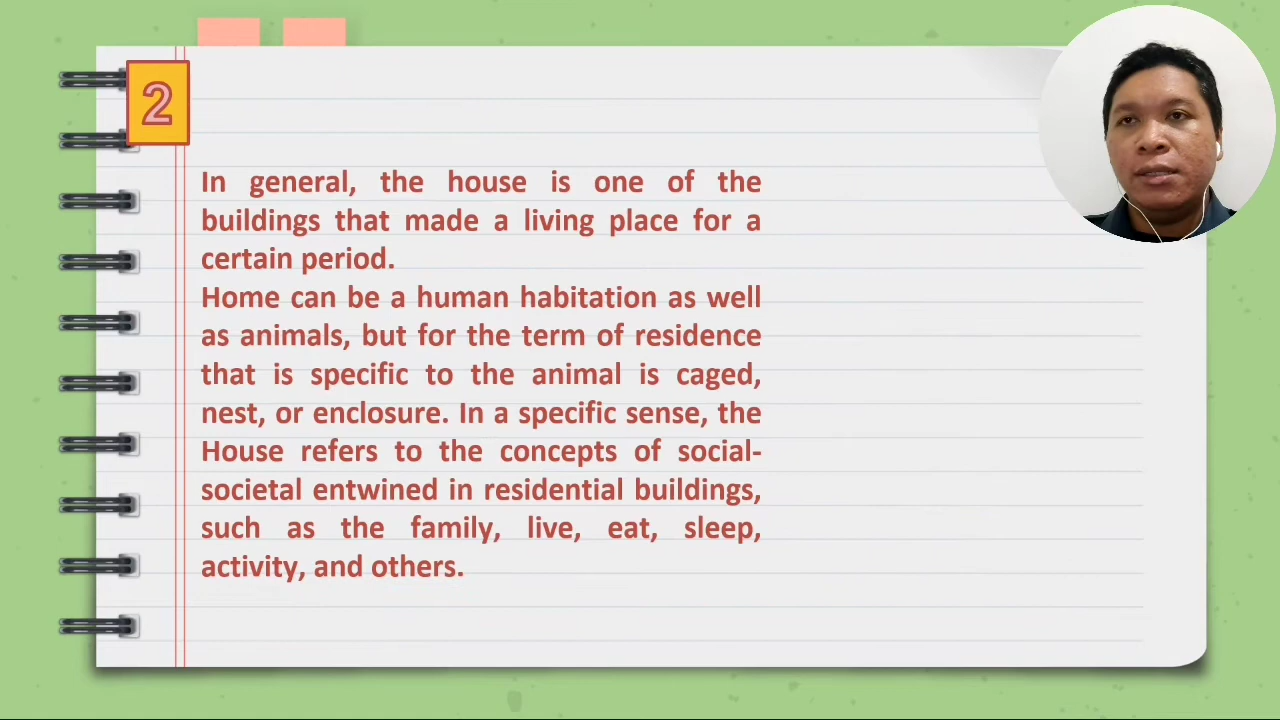 2
In general, the house is one of the
buildings that made a living place for a
certain period.
Home can be a human habitation as well
as animals, but for the term of residence
that is specific to the animal is caged,
nest, or enclosure. In a specific sense, the
House refers to the concepts of social-
societal entwined in residential buildings,
such as the family, live, eat, sleep,
activity, and others.